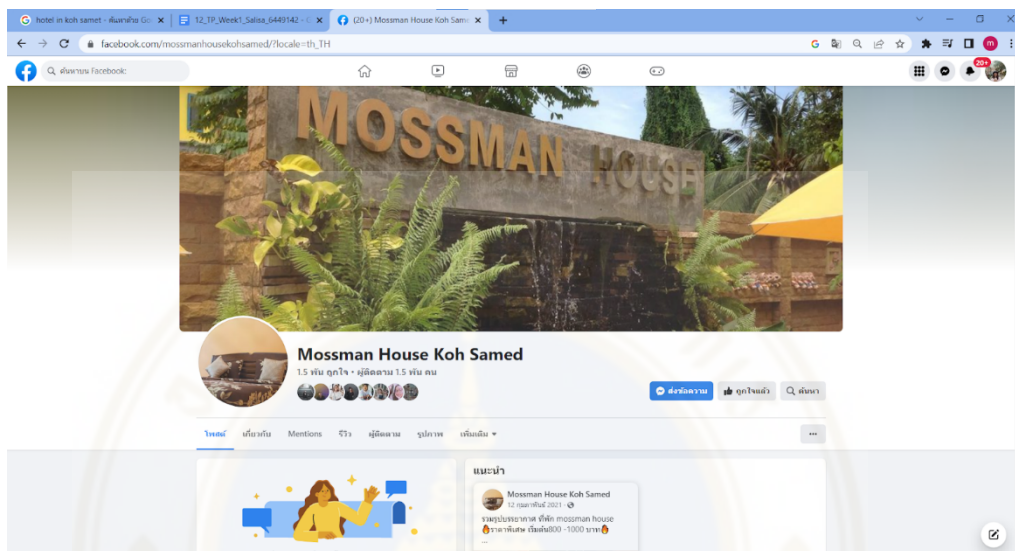 hotel in koh samet - ค้นหาด้วย Go
12_TP_Week1_Salisa_6449142 - G
(20+) Mossman House Koh Same
facebook.com/mossmanhousekohsamed/?locale=th_TH
m
ค้นหาบน Facebook:
20+
MOSSMAN HOUSE
Mossman House Koh Samed
1.5 พัน ถูกใจ • ผู้ติดตาม 1.5 พัน คน
ส่งข้อความ
ถูกใจแล้ว
ค้นหา
โพสต์ เกี่ยวกับ Mentions รีวิว ผู้ติดตาม รูปภาพ เพิ่มเติม
แนะนำ
Mossman House Koh Samed
12 กุมภาพันธ์ 2021
รวมรูปบรรยากาศ ที่พัก mossman house
🔥ราคาพิเศษ เริ่มต้น800 -1000 บาท🔥
...